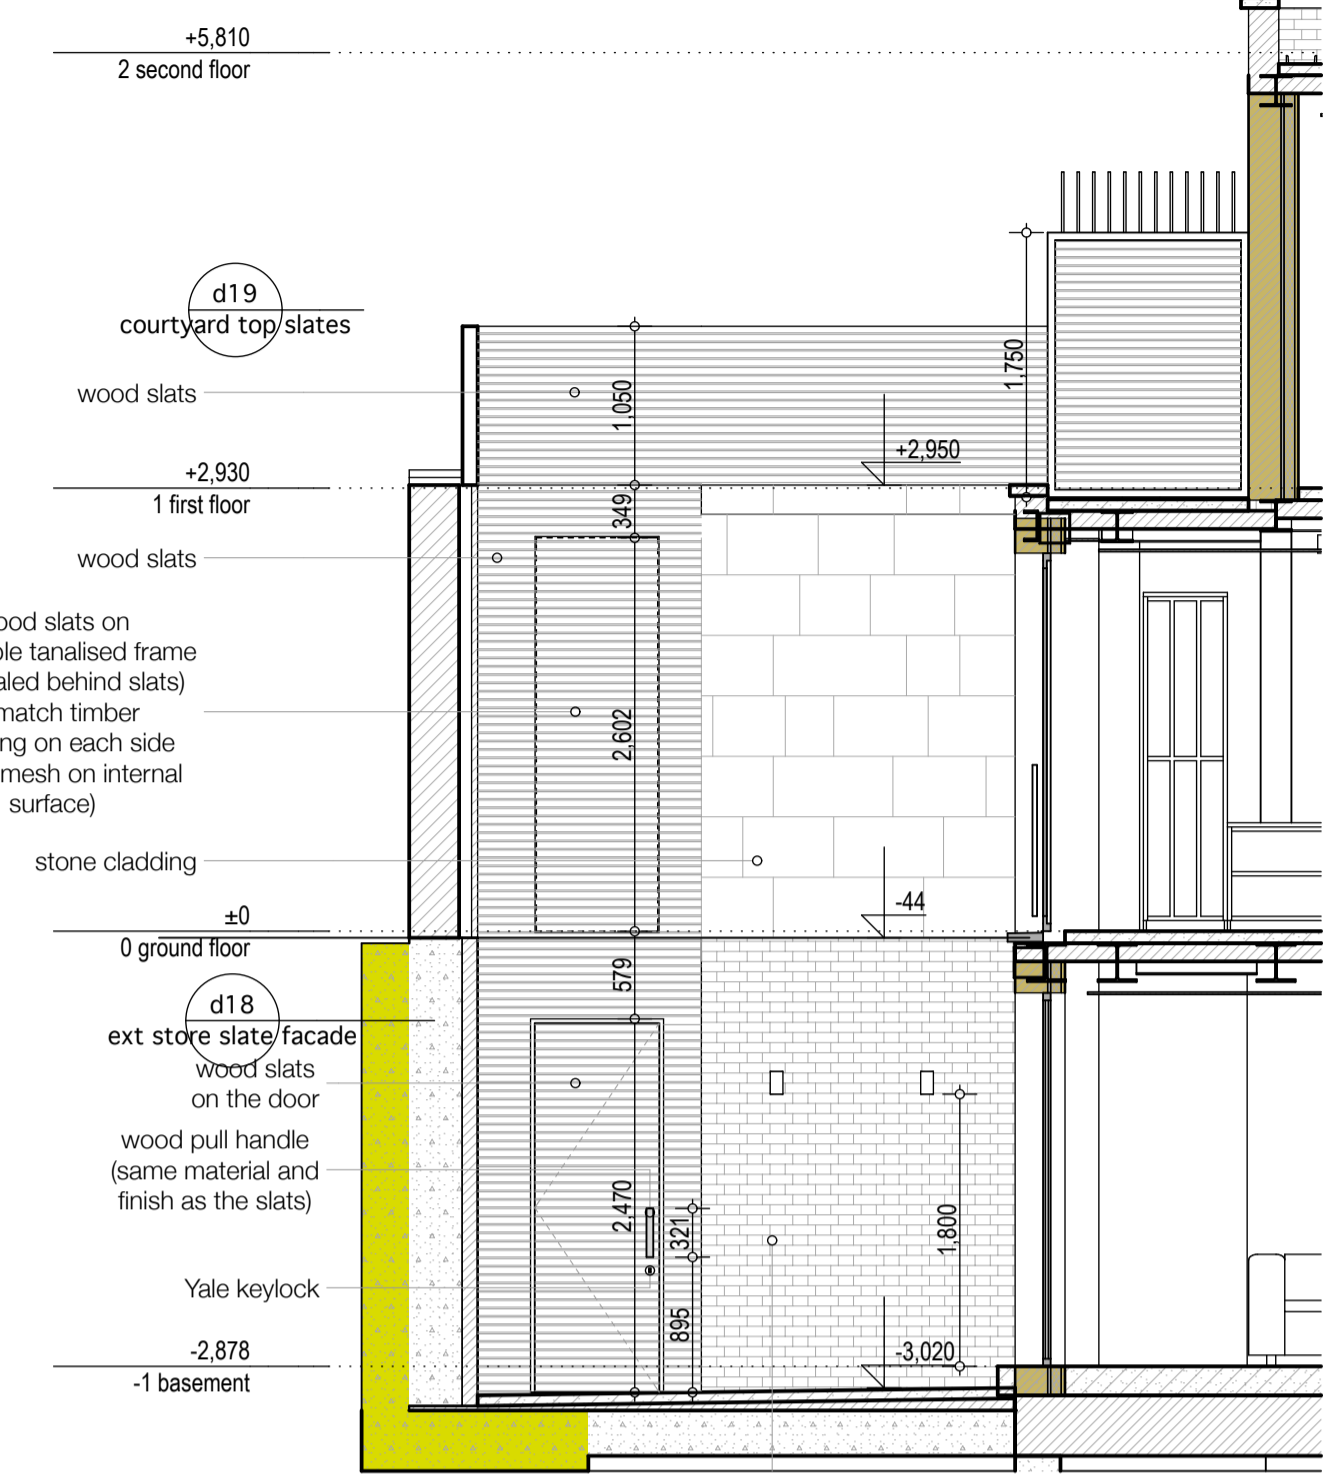 +5,810
2 second floor
d19
courtyard top slates
wood slats
1,050
1,750
+2,950
+2,930
1 first floor
349
wood slats
ood slats on
ble tanalised frame
aled behind slats)
match timber
ng on each side
mesh on internal
surface)
2,602
stone cladding
-44
±0
0 ground floor
579
d18
ext store slate facade
wood slats
on the door
wood pull handle
(same material and
finish as the slats)
2,470
321
1,800
Yale keylock
895
-3,020
-2,878
-1 basement